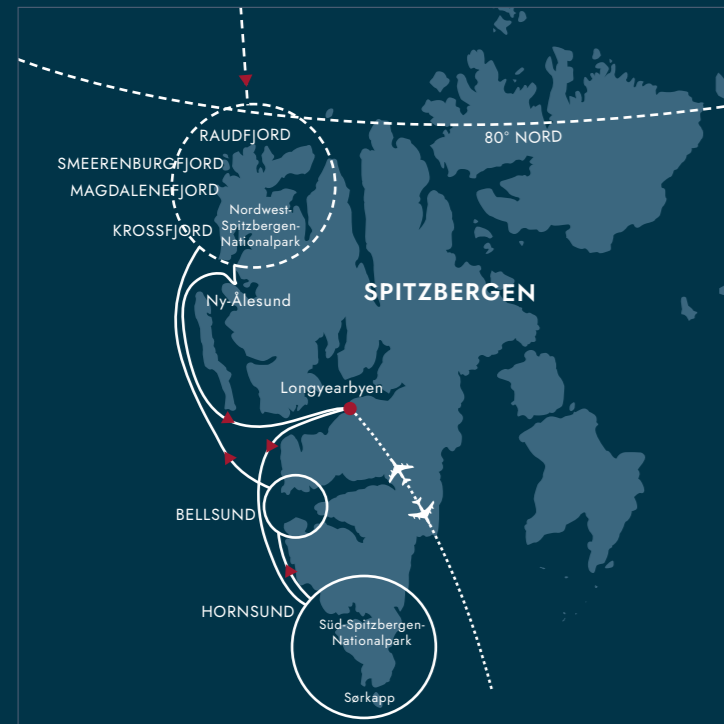 RAUDFJORD
80° NORD
SMEERENBURGFJORD
MAGDALENEFJORD
Nordwest-
Spitzbergen-
Nationalpark
KROSSFJORD
SPITZBERGEN
Ny-Ålesund
Longyearbyen
BELLSUND
HORNSUND
Süd-Spitzbergen-
Nationalpark
Sørkapp